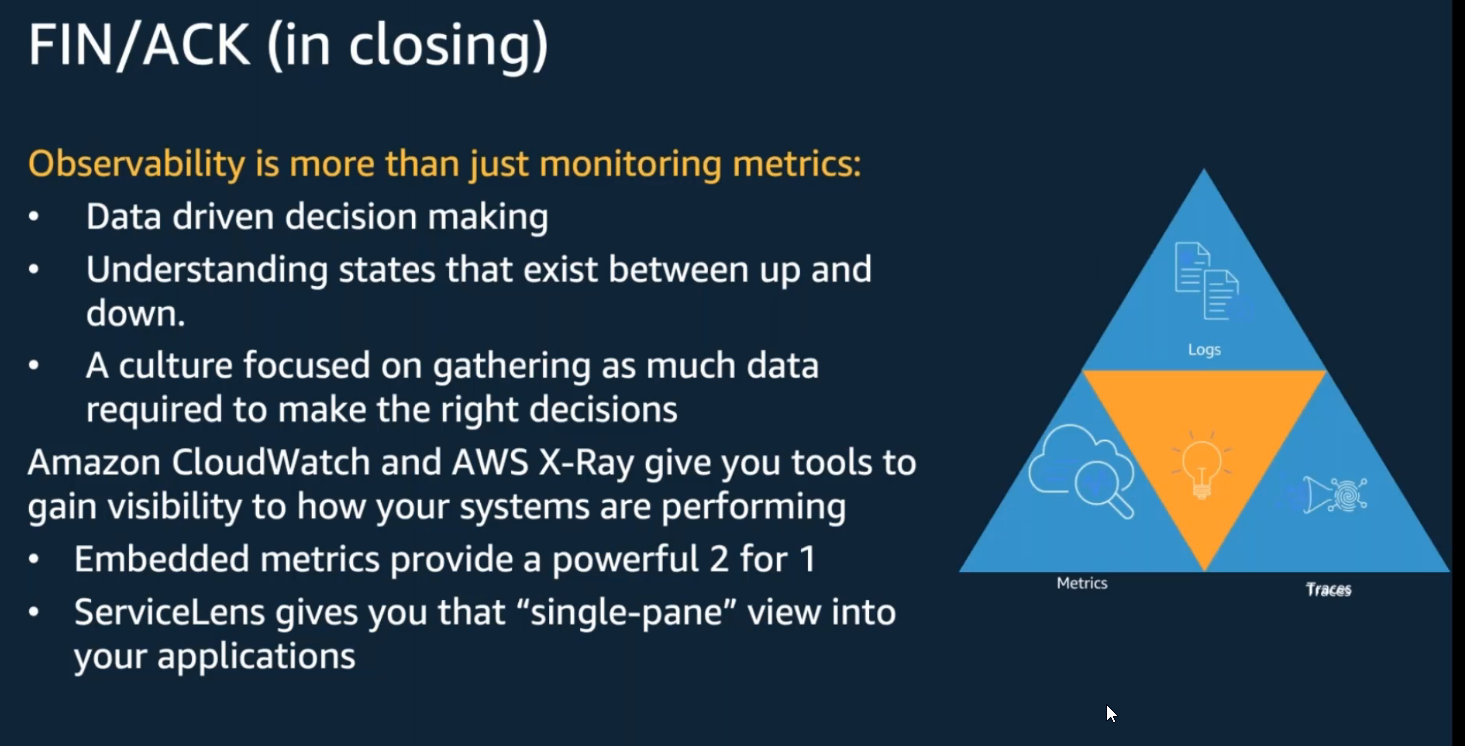 FIN/ACK (in closing)
Observability is more than just monitoring metrics:
• Data driven decision making
• Understanding states that exist between up and
down.
• A culture focused on gathering as much data
required to make the right decisions
Amazon CloudWatch and AWS X-Ray give you tools to
gain visibility to how your systems are performing
• Embedded metrics provide a powerful 2 for 1
• ServiceLens gives you that “single-pane” view into
your applications
Logs
Metrics
Traces